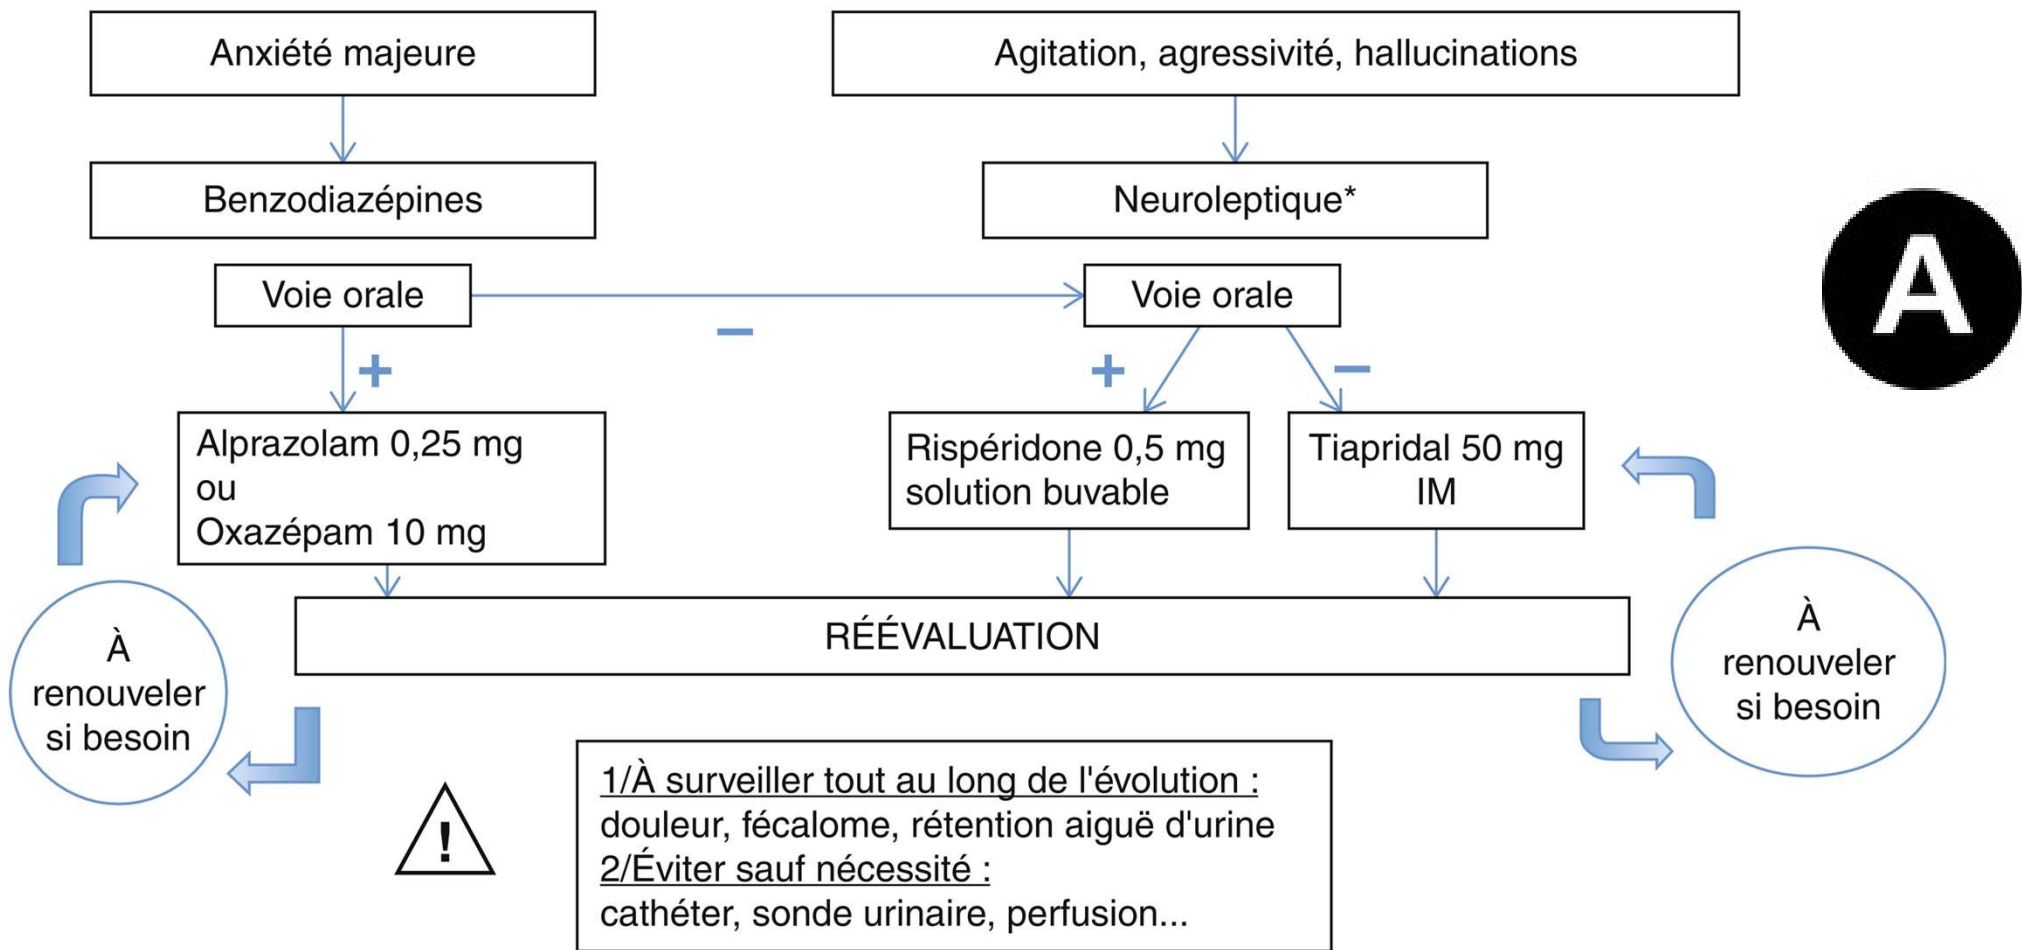 Anxiété majeure
Agitation, agressivité, hallucinations
Benzodiazépines
Neuroleptique*
Voie orale
Voie orale
–
+
+
–
A
Alprazolam 0,25 mg
ou
Oxazépam 10 mg
Rispéridone 0,5 mg
solution buvable
Tiapridal 50 mg
IM
RÉÉVALUATION
À
renouveler
si besoin
À
renouveler
si besoin
!
1/À surveiller tout au long de l'évolution :
douleur, fécalome, rétention aiguë d'urine
2/Éviter sauf nécessité :
cathéter, sonde urinaire, perfusion...